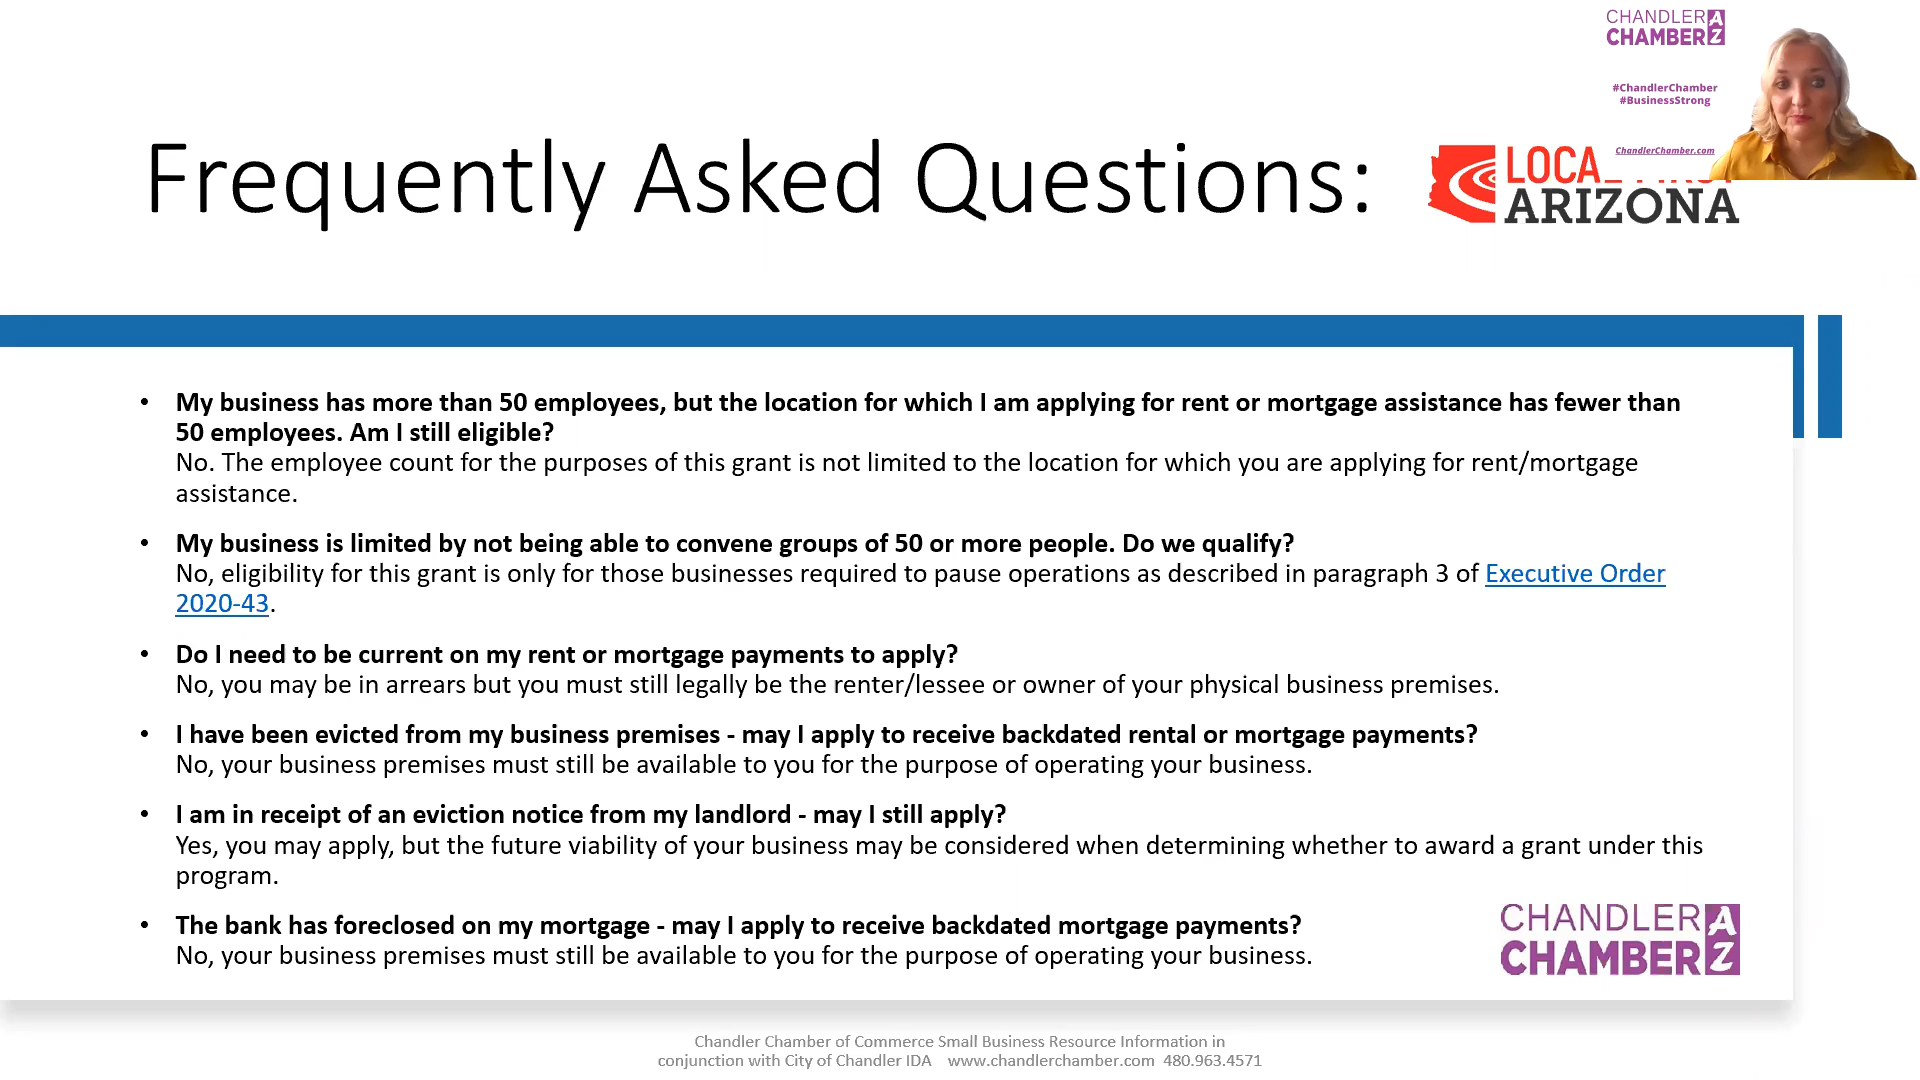 CHANDLER AZ
CHAMBER
#ChandlerChamber
#BusinessStrong
ChandlerChamber.com
Frequently Asked Questions:
LOCA
ARIZONA
• My business has more than 50 employees, but the location for which I am applying for rent or mortgage assistance has fewer than
50 employees. Am I still eligible?
No. The employee count for the purposes of this grant is not limited to the location for which you are applying for rent/mortgage
assistance.
• My business is limited by not being able to convene groups of 50 or more people. Do we qualify?
No, eligibility for this grant is only for those businesses required to pause operations as described in paragraph 3 of Executive Order
2020-43.
• Do I need to be current on my rent or mortgage payments to apply?
No, you may be in arrears but you must still legally be the renter/lessee or owner of your physical business premises.
• I have been evicted from my business premises - may I apply to receive backdated rental or mortgage payments?
No, your business premises must still be available to you for the purpose of operating your business.
• I am in receipt of an eviction notice from my landlord - may I still apply?
Yes, you may apply, but the future viability of your business may be considered when determining whether to award a grant under this
program.
• The bank has foreclosed on my mortgage - may I apply to receive backdated mortgage payments?
No, your business premises must still be available to you for the purpose of operating your business.
CHANDLER AZ
CHAMBER
Chandler Chamber of Commerce Small Business Resource Information in
conjunction with City of Chandler IDA www.chandlerchamber.com 480.963.4571